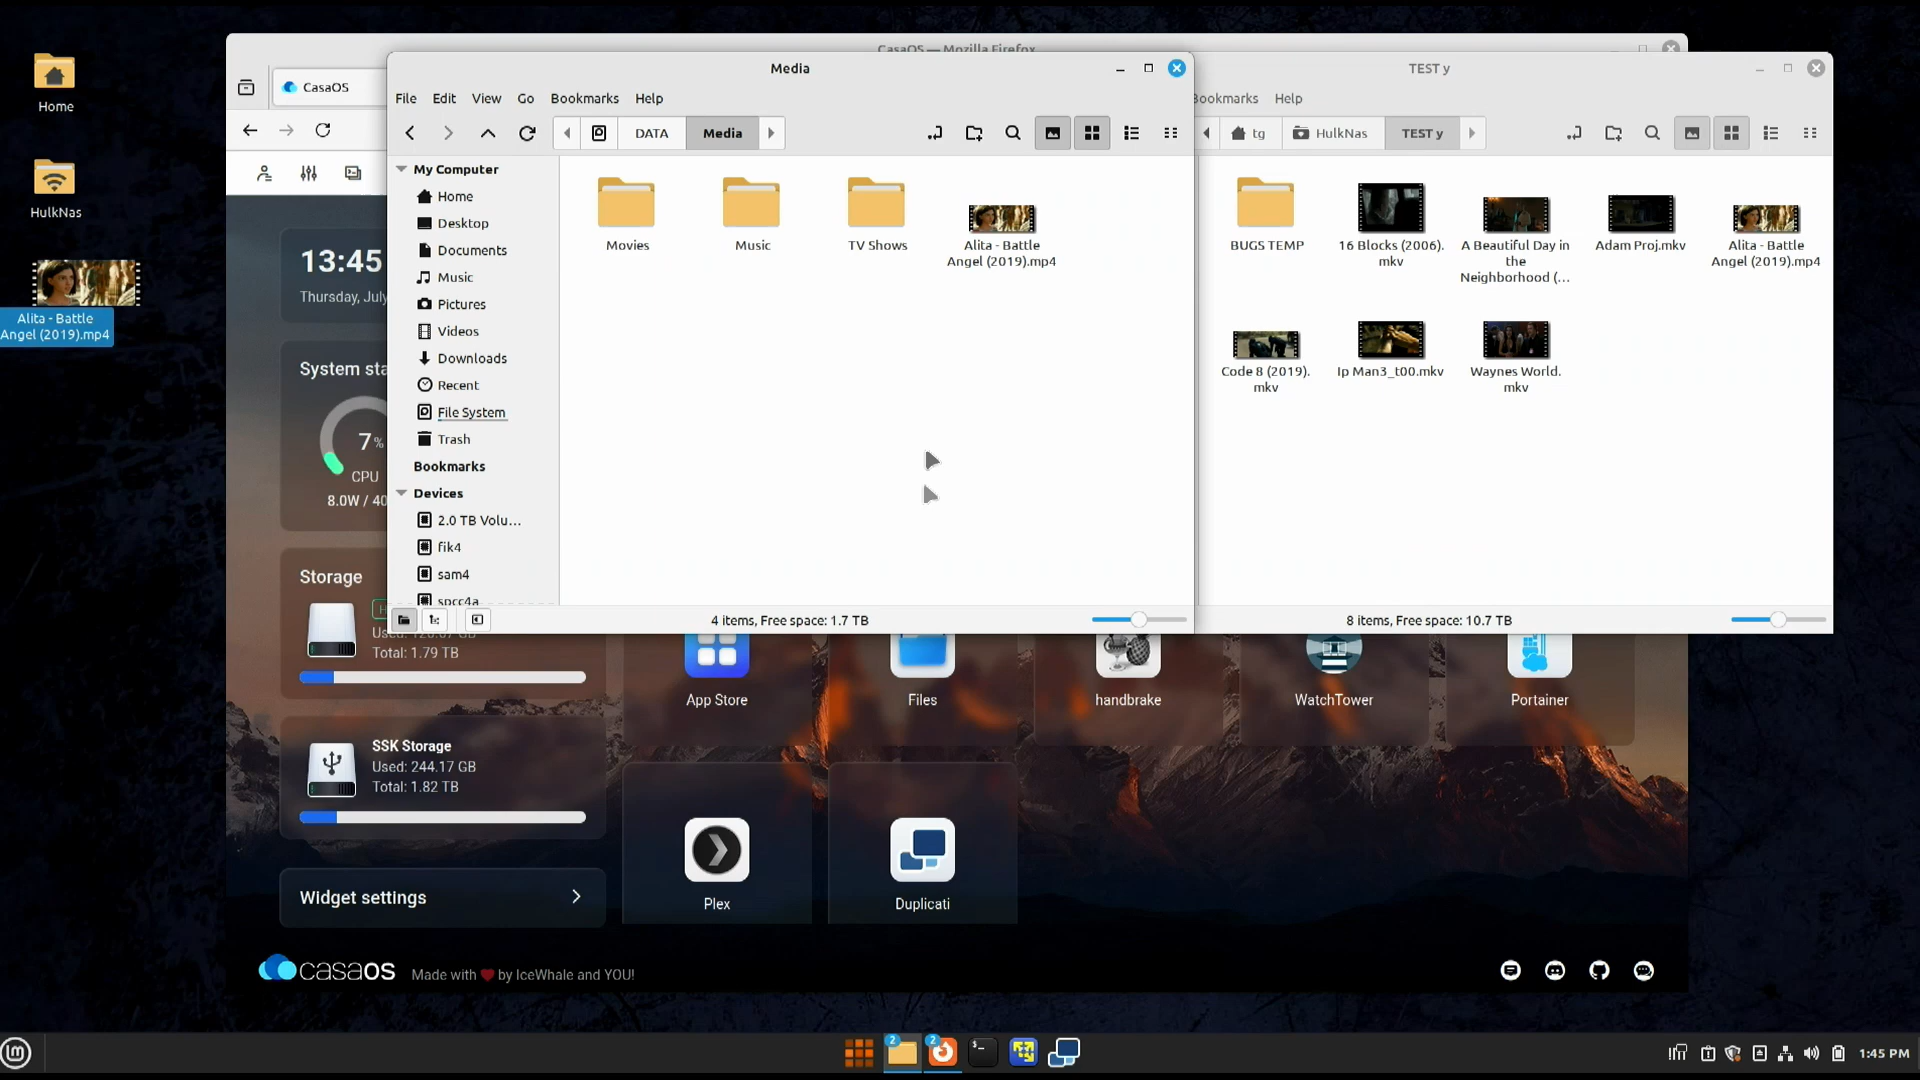 Home
HulkNas
Alita - Battle
Angel (2019).mp4
CasaOS — Mozilla Firefox
CasaOS
Media
File Edit View Go Bookmarks Help
DATA
Media
My Computer
Home
Desktop
Documents
Music
Pictures
Videos
Downloads
Recent
File System
Trash
Bookmarks
Devices
2.0 TB Volu...
fik4
sam4
spcc4a
Movies
Music
TV Shows
Alita - Battle
Angel (2019).mp4
4 items, Free space: 1.7 TB
TEST y
Bookmarks Help
tg
HulkNas
TEST y
BUGS TEMP
16 Blocks (2006).
mkv
A Beautiful Day in
the
Neighborhood (...
Adam Proj.mkv
Alita - Battle
Angel (2019).mp4
Code 8 (2019).
mkv
Ip Man3_t00.mkv
Waynes World.
mkv
8 items, Free space: 10.7 TB
13:45
Thursday, July
System sta
7%
CPU
8.0W / 40
Storage
Total: 1.79 TB
SSK Storage
Used: 244.17 GB
Total: 1.82 TB
Widget settings
App Store
Files
handbrake
WatchTower
Portainer
Plex
Duplicati
casaos
Made with ❤ by IceWhale and YOU!
2
2
1:45 PM